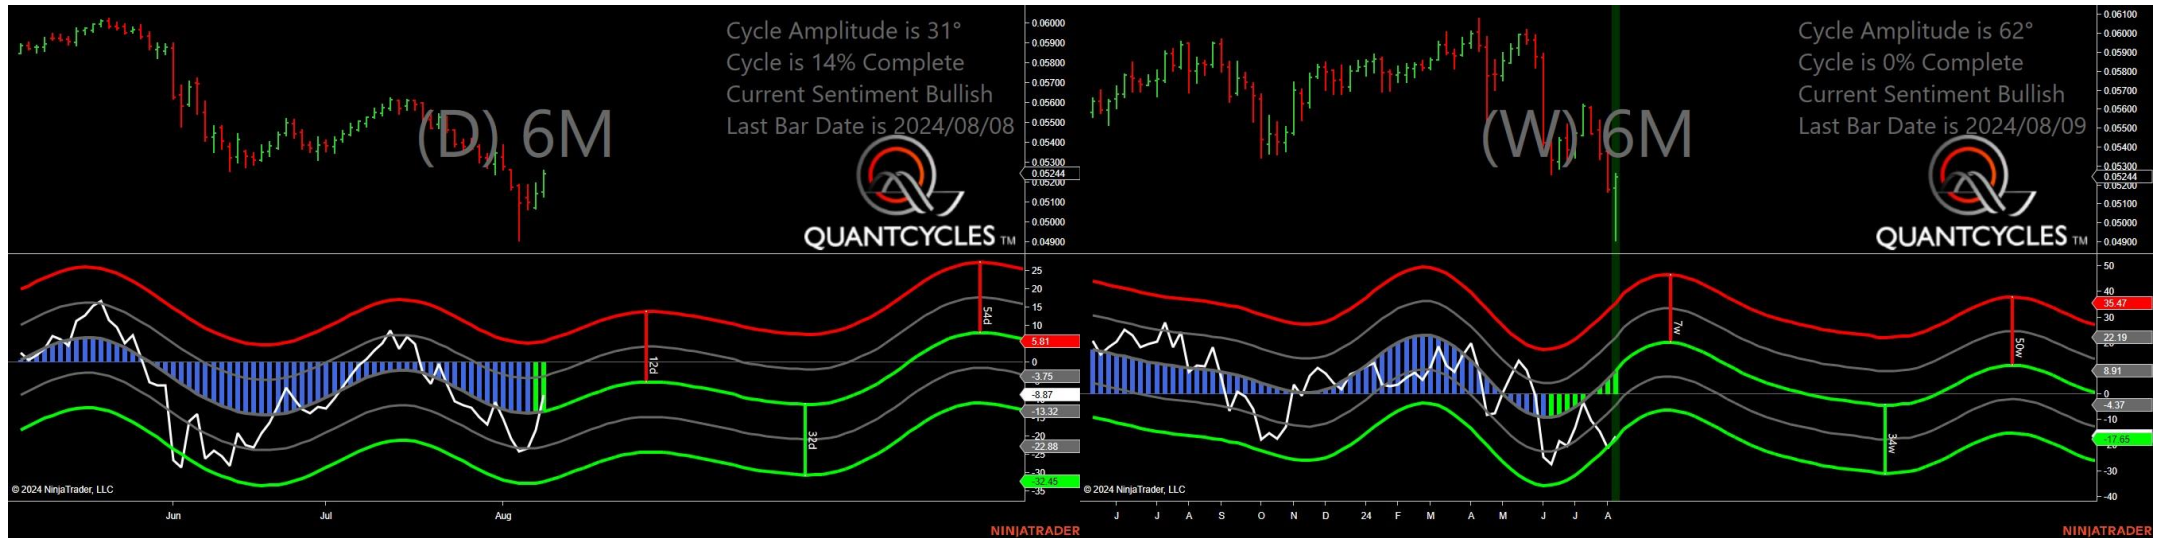 Cycle Amplitude is 31°
Cycle is 14% Complete
Current Sentiment Bullish
Last Bar Date is 2024/08/08
(D) 6M
QUANTCYCLES TM
0.06000
0.05900
0.05800
0.05700
0.05600
0.05500
0.05400
0.05300
0.05244
0.05200
0.05100
0.05000
0.04900
25
20
15
10
5.81
0
-3.75
-8.87
-13.32
-15
-20
-22.88
-25
-30
-32.45
-35
12d
32d
54d
© 2024 NinjaTrader, LLC
Jun Jul Aug
NINJATRADER
Cycle Amplitude is 62°
Cycle is 0% Complete
Current Sentiment Bullish
Last Bar Date is 2024/08/09
(W) 6M
QUANTCYCLES TM
0.06100
0.06000
0.05900
0.05800
0.05700
0.05600
0.05500
0.05400
0.05300
0.05244
0.05200
0.05100
0.05000
0.04900
50
40
35.47
30
22.19
8.91
0
-4.37
-10
-17.65
-30
-40
7w
34w
50w
© 2024 NinjaTrader, LLC
J J A S O N D 24 F M A M J J A
NINJATRADER